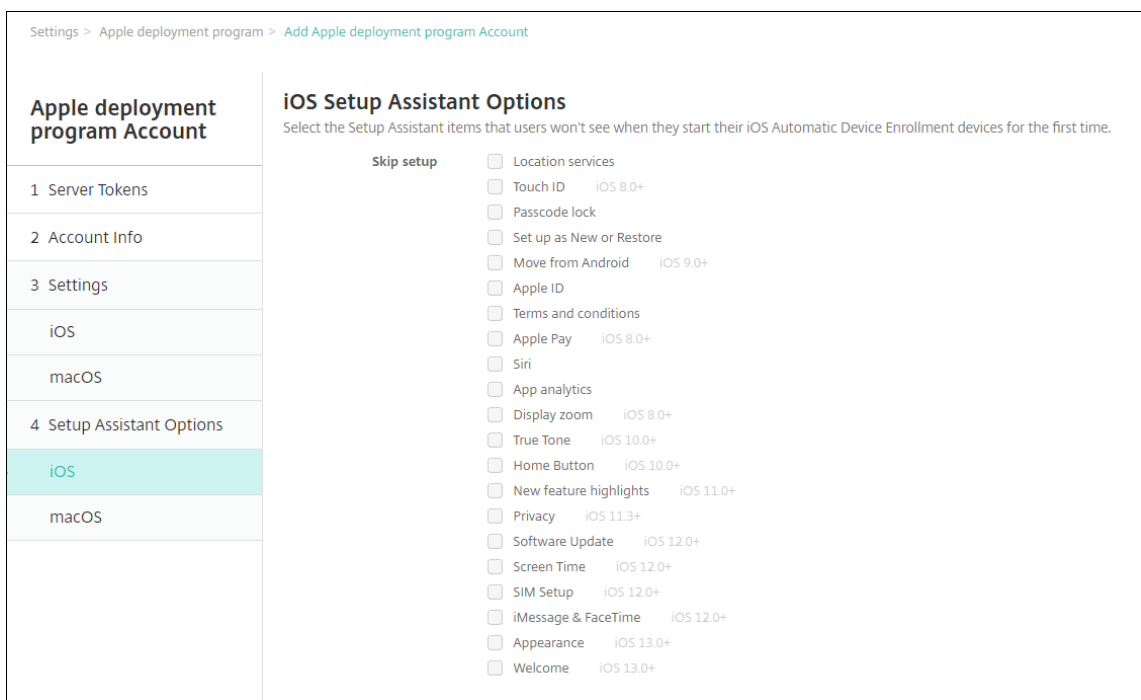 Settings > Apple deployment program > Add Apple deployment program Account
Apple deployment
program Account
1 Server Tokens
2 Account Info
3 Settings
iOS
macOS
4 Setup Assistant Options
iOS
macOS
iOS Setup Assistant Options
Select the Setup Assistant items that users won't see when they start their iOS Automatic Device Enrollment devices for the first time.
Skip setup
Location services
Touch ID iOS 8.0+
Passcode lock
Set up as New or Restore
Move from Android iOS 9.0+
Apple ID
Terms and conditions
Apple Pay iOS 8.0+
Siri
App analytics
Display zoom iOS 8.0+
True Tone iOS 10.0+
Home Button iOS 10.0+
New feature highlights iOS 11.0+
Privacy iOS 11.3+
Software Update iOS 12.0+
Screen Time iOS 12.0+
SIM Setup iOS 12.0+
iMessage & FaceTime iOS 12.0+
Appearance iOS 13.0+
Welcome iOS 13.0+